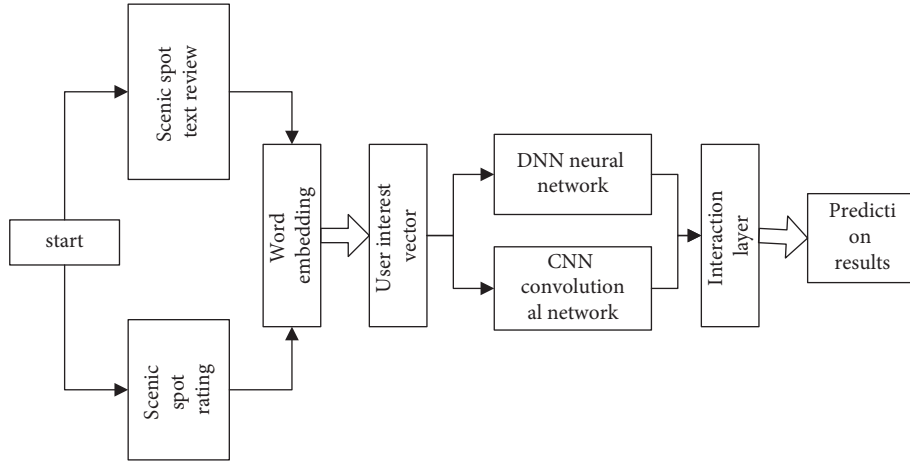 start
Scenic spot
text review
Scenic
spot
rating
Word
embedding
User interest
vector
DNN neural
network
CNN
convolution
al network
Interaction
layer
Predicti
on
results